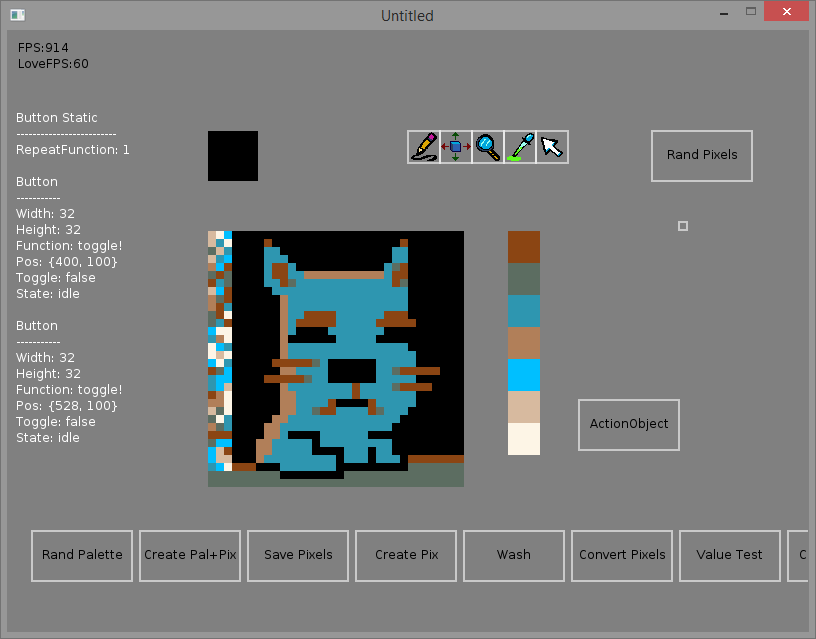 Untitled
FPS:914
LoveFPS:60
Button Static
-------------------------
RepeatFunction: 1
Button
-----------
Width: 32
Height: 32
Function: toggle!
Pos: {400, 100}
Toggle: false
State: idle
Button
-----------
Width: 32
Height: 32
Function: toggle!
Pos: {528, 100}
Toggle: false
State: idle
Rand Pixels
ActionObject
Rand Palette
Create Pal+Pix
Save Pixels
Create Pix
Wash
Convert Pixels
Value Test
C